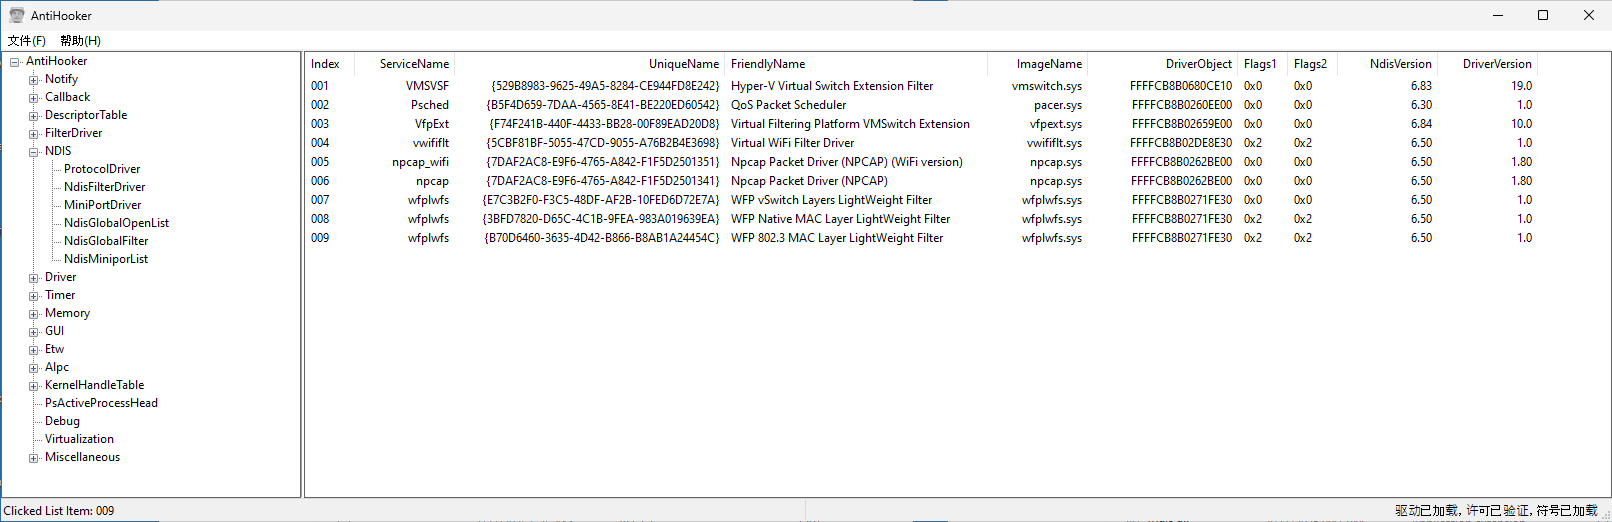 AntiHooker
文件(F) 帮助(H)
AntiHooker
Notify
Callback
DescriptorTable
FilterDriver
NDIS
ProtocolDriver
NdisFilterDriver
MiniPortDriver
NdisGlobalOpenList
NdisGlobalFilter
NdisMiniporList
Driver
Timer
Memory
GUI
Etw
Alpc
KernelHandleTable
PsActiveProcessHead
Debug
Virtualization
Miscellaneous
Index ServiceName UniqueName FriendlyName ImageName DriverObject Flags1 Flags2 NdisVersion DriverVersion
001 VMSVSF {529B8983-9625-49A5-8284-CE944FD8E242} Hyper-V Virtual Switch Extension Filter vmswitch.sys FFFFCB8B0680CE10 0x0 0x0 6.83 19.0
002 Psched {B5F4D659-7DAA-4565-8E41-BE220ED60542} QoS Packet Scheduler pacer.sys FFFFCB8B0260EE00 0x0 0x0 6.30 1.0
003 VfpExt {F74F241B-440F-4433-BB28-00F89EAD20D8} Virtual Filtering Platform VMSwitch Extension vfpext.sys FFFFCB8B02659E00 0x0 0x0 6.84 10.0
004 vwififlt {5CBF81BF-5055-47CD-9055-A76B2B4E3698} Virtual WiFi Filter Driver vwififlt.sys FFFFCB8B02DE8E30 0x2 0x2 6.50 1.0
005 npcap_wifi {7DAF2AC8-E9F6-4765-A842-F1F5D2501351} Npcap Packet Driver (NPCAP) (WiFi version) npcap.sys FFFFCB8B0262BE00 0x0 0x0 6.50 1.80
006 npcap {7DAF2AC8-E9F6-4765-A842-F1F5D2501341} Npcap Packet Driver (NPCAP) npcap.sys FFFFCB8B0262BE00 0x0 0x0 6.50 1.80
007 wfplwfs {E7C3B2F0-F3C5-48DF-AF2B-10FED6D72E7A} WFP vSwitch Layers LightWeight Filter wfplwfs.sys FFFFCB8B0271FE30 0x0 0x0 6.50 1.0
008 wfplwfs {3BFD7820-D65C-4C1B-9FEA-983A019639EA} WFP Native MAC Layer LightWeight Filter wfplwfs.sys FFFFCB8B0271FE30 0x2 0x2 6.50 1.0
009 wfplwfs {B70D6460-3635-4D42-B866-B8AB1A24454C} WFP 802.3 MAC Layer LightWeight Filter wfplwfs.sys FFFFCB8B0271FE30 0x2 0x2 6.50 1.0
Clicked List Item: 009
驱动已加载, 许可已验证, 符号已加载